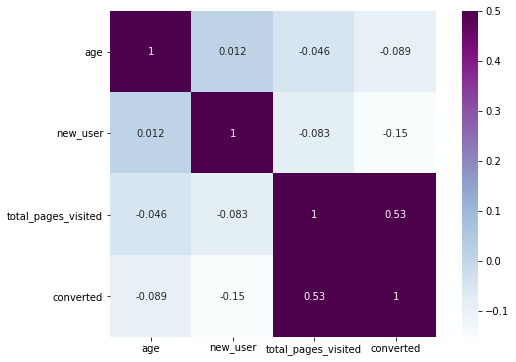 age 1 0.012 -0.046 -0.089
new_user 0.012 1 -0.083 -0.15
total_pages_visited -0.046 -0.083 1 0.53
converted -0.089 -0.15 0.53 1
age new_user total_pages_visited converted
0.5
0.4
0.3
0.2
0.1
0.0
−0.1